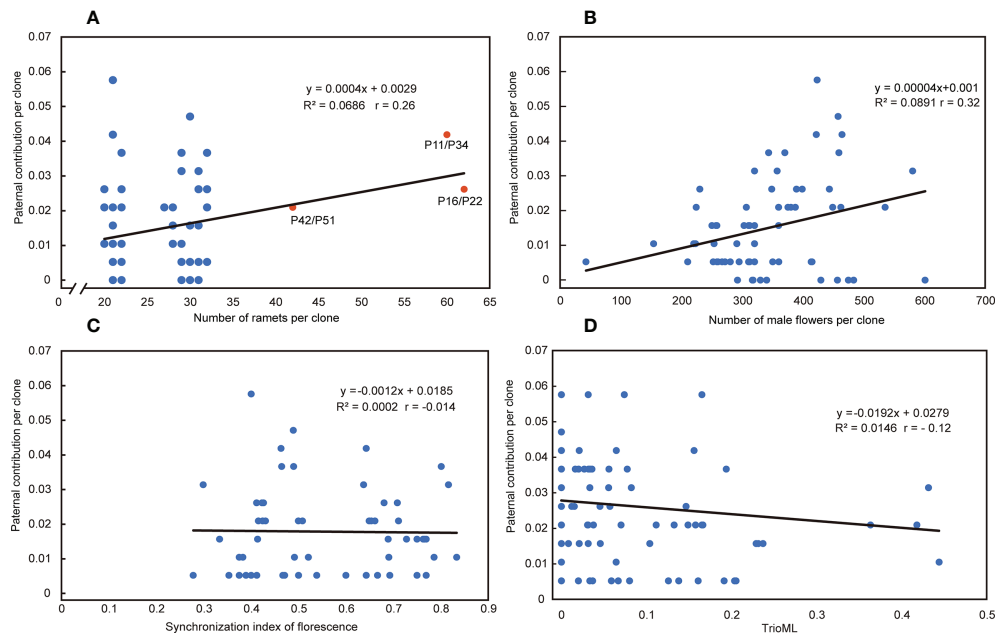 A
0.07
0.06
0.05
0.04
0.03
0.02
0.01
0
Paternal contribution per clone
y = 0.0004x + 0.0029
R² = 0.0686 r = 0.26
P11/P34
P16/P22
P42/P51
0 20 25 30 35 40 45 50 55 60 65
Number of ramets per clone
B
0.07
0.06
0.05
0.04
0.03
0.02
0.01
0
Paternal contribution per clone
y = 0.00004x+0.001
R² = 0.0891 r = 0.32
0 100 200 300 400 500 600 700
Number of male flowers per clone
C
0.07
0.06
0.05
0.04
0.03
0.02
0.01
0
Paternal contribution per clone
y =-0.0012x + 0.0185
R² = 0.0002 r = -0.014
0 0 0.3 0.4 0.5 0.6 0.7 0.8 0.9
Synchronization index of florescence
D
0.07
0.06
0.05
0.04
0.03
0.02
0.01
0
Paternal contribution per clone
y =-0.0192x + 0.0279
R² = 0.0146 r = - 0.12
0 0.1 0.2 0.3 0.4 0.5
TrioML